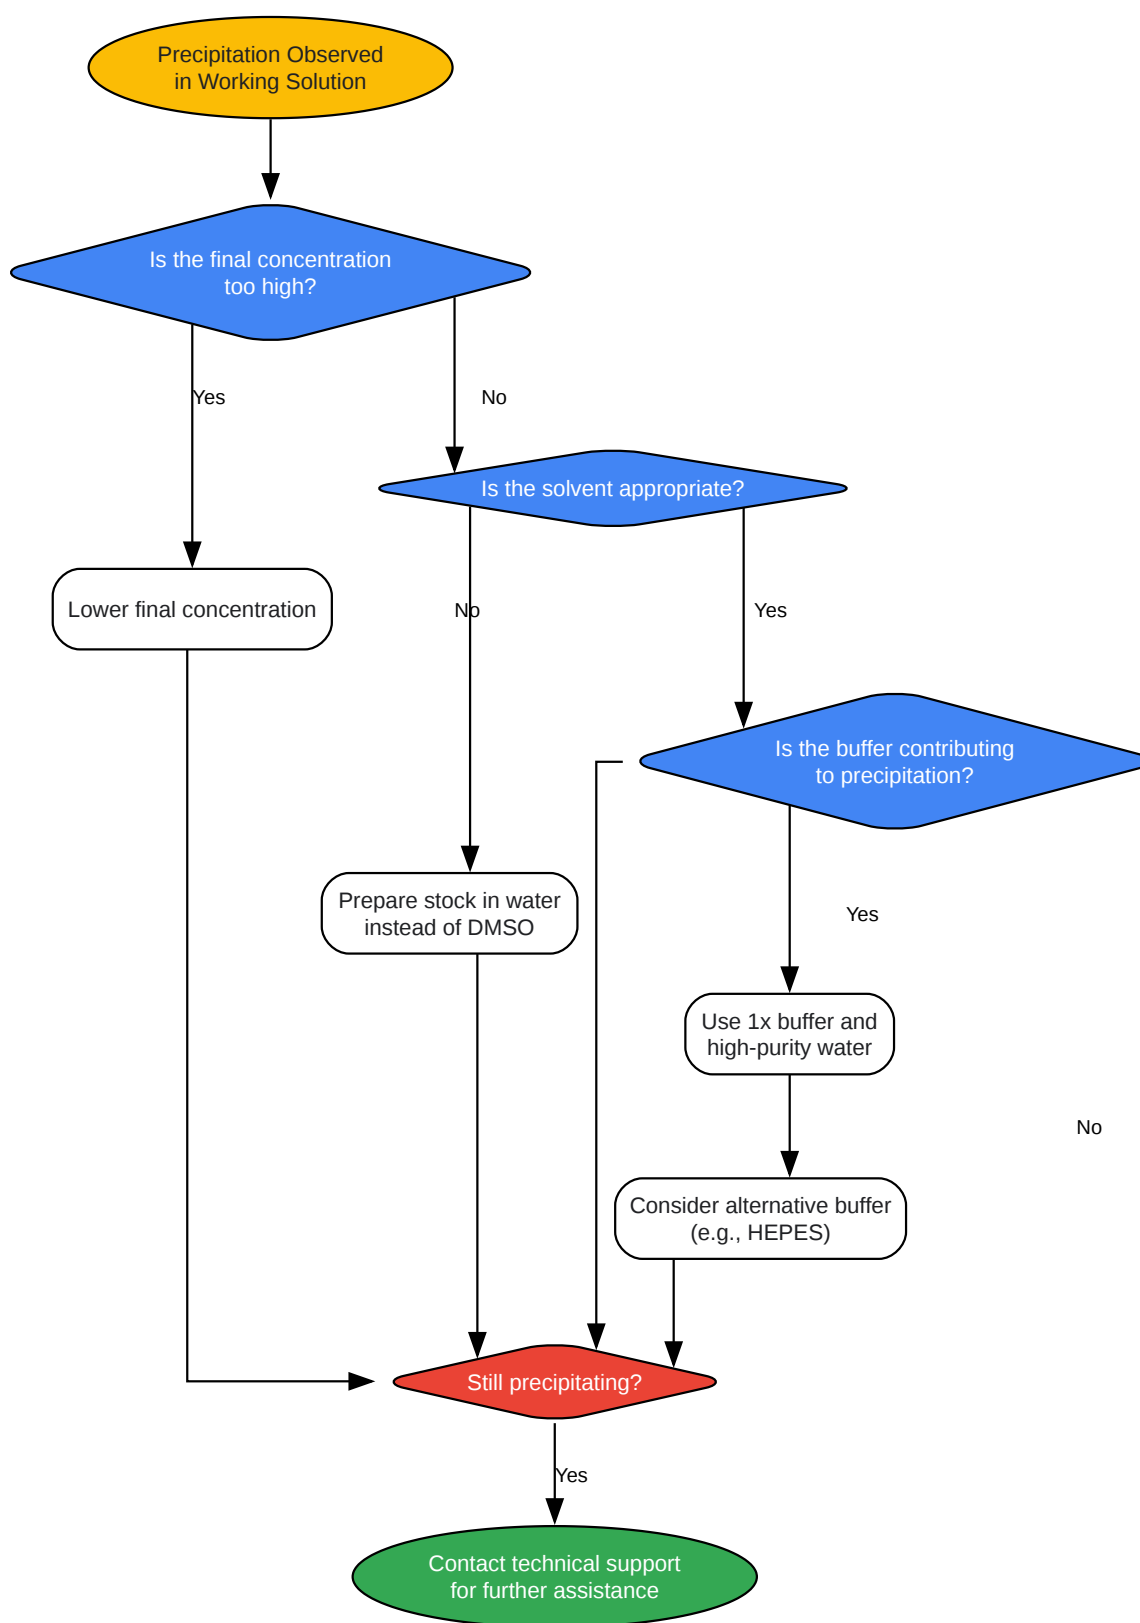 Precipitation Observed
in Working Solution
Is the final concentration
too high?
Yes
No
Is the solvent appropriate?
Lower final concentration
No
Yes
Is the buffer contributing
to precipitation?
Prepare stock in water
instead of DMSO
Yes
Use 1x buffer and
high-purity water
No
Consider alternative buffer
(e.g., HEPES)
Still precipitating?
Yes
Contact technical support
for further assistance